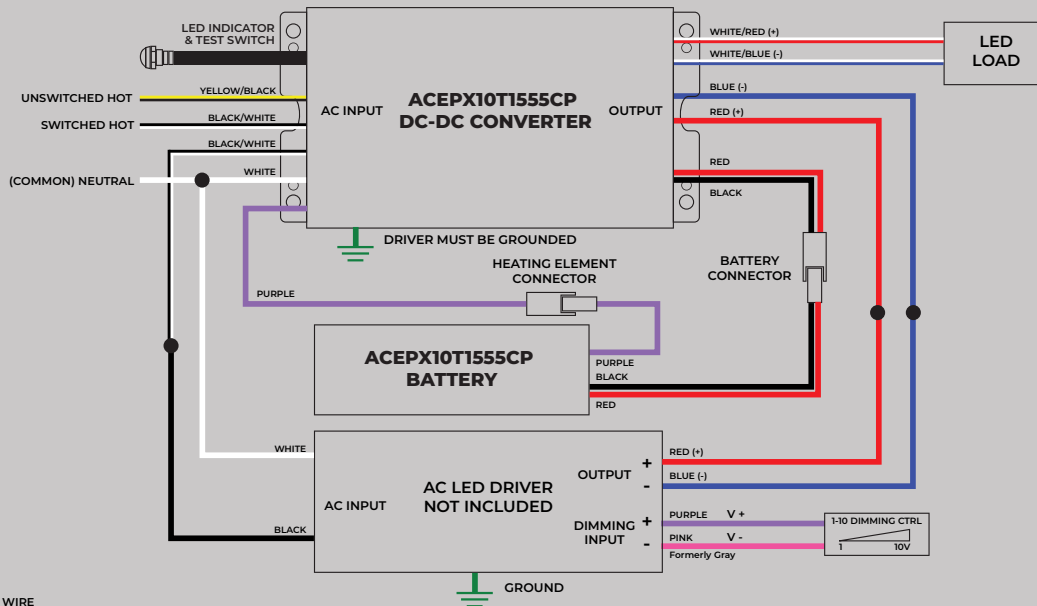 LED INDICATOR
& TEST SWITCH
UNSWITCHED HOT
YELLOW/BLACK
SWITCHED HOT
BLACK/WHITE
BLACK/WHITE
(COMMON) NEUTRAL
WHITE
AC INPUT
ACEPX10T1555CP
DC-DC CONVERTER
OUTPUT
WHITE/RED (+)
WHITE/BLUE (-)
LED
LOAD
BLUE (-)
RED (+)
RED
BLACK
DRIVER MUST BE GROUNDED
HEATING ELEMENT
CONNECTOR
BATTERY
CONNECTOR
PURPLE
ACEPX10T1555CP
BATTERY
PURPLE
BLACK
RED
WHITE
AC INPUT
BLACK
AC LED DRIVER
NOT INCLUDED
OUTPUT
+
-
RED (+)
BLUE (-)
DIMMING
INPUT
+
-
PURPLE V +
PINK V -
Formerly Gray
1-10 DIMMING CTRL
1 10V
GROUND
WIRE